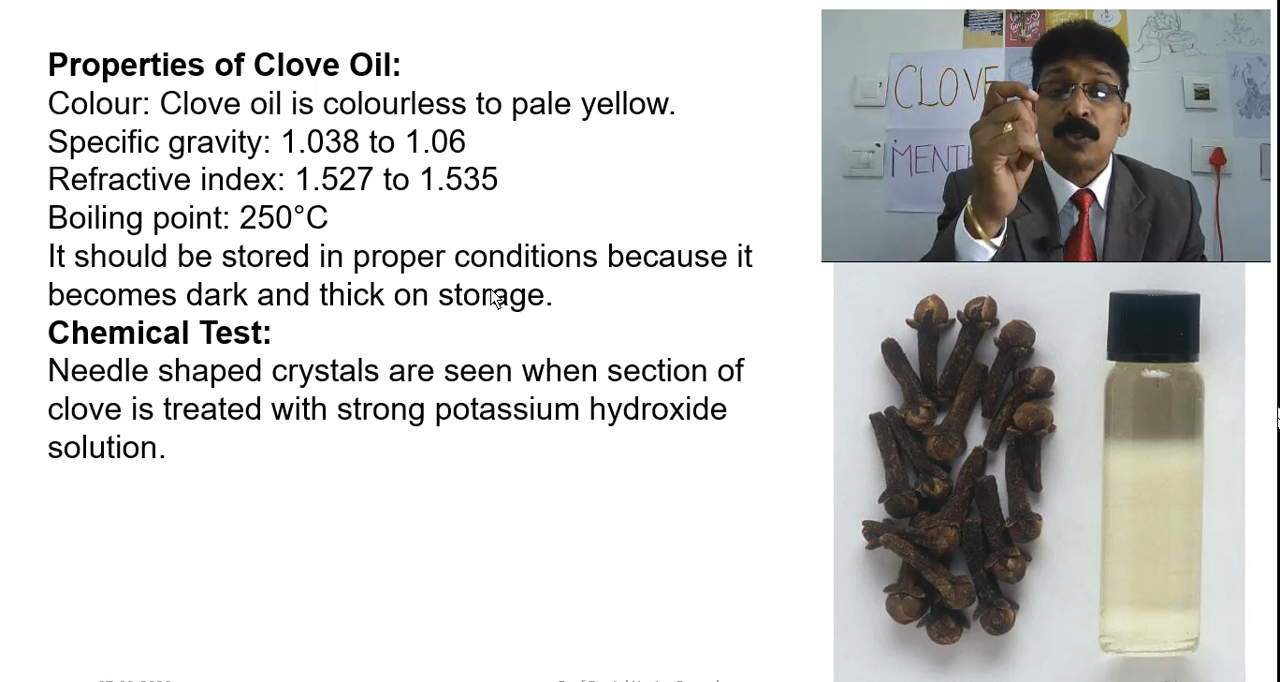 Properties of Clove Oil:
Colour: Clove oil is colourless to pale yellow.
Specific gravity: 1.038 to 1.06
Refractive index: 1.527 to 1.535
Boiling point: 250°C
It should be stored in proper conditions because it
becomes dark and thick on storage.
Chemical Test:
Needle shaped crystals are seen when section of
clove is treated with strong potassium hydroxide
solution.
CLOVE